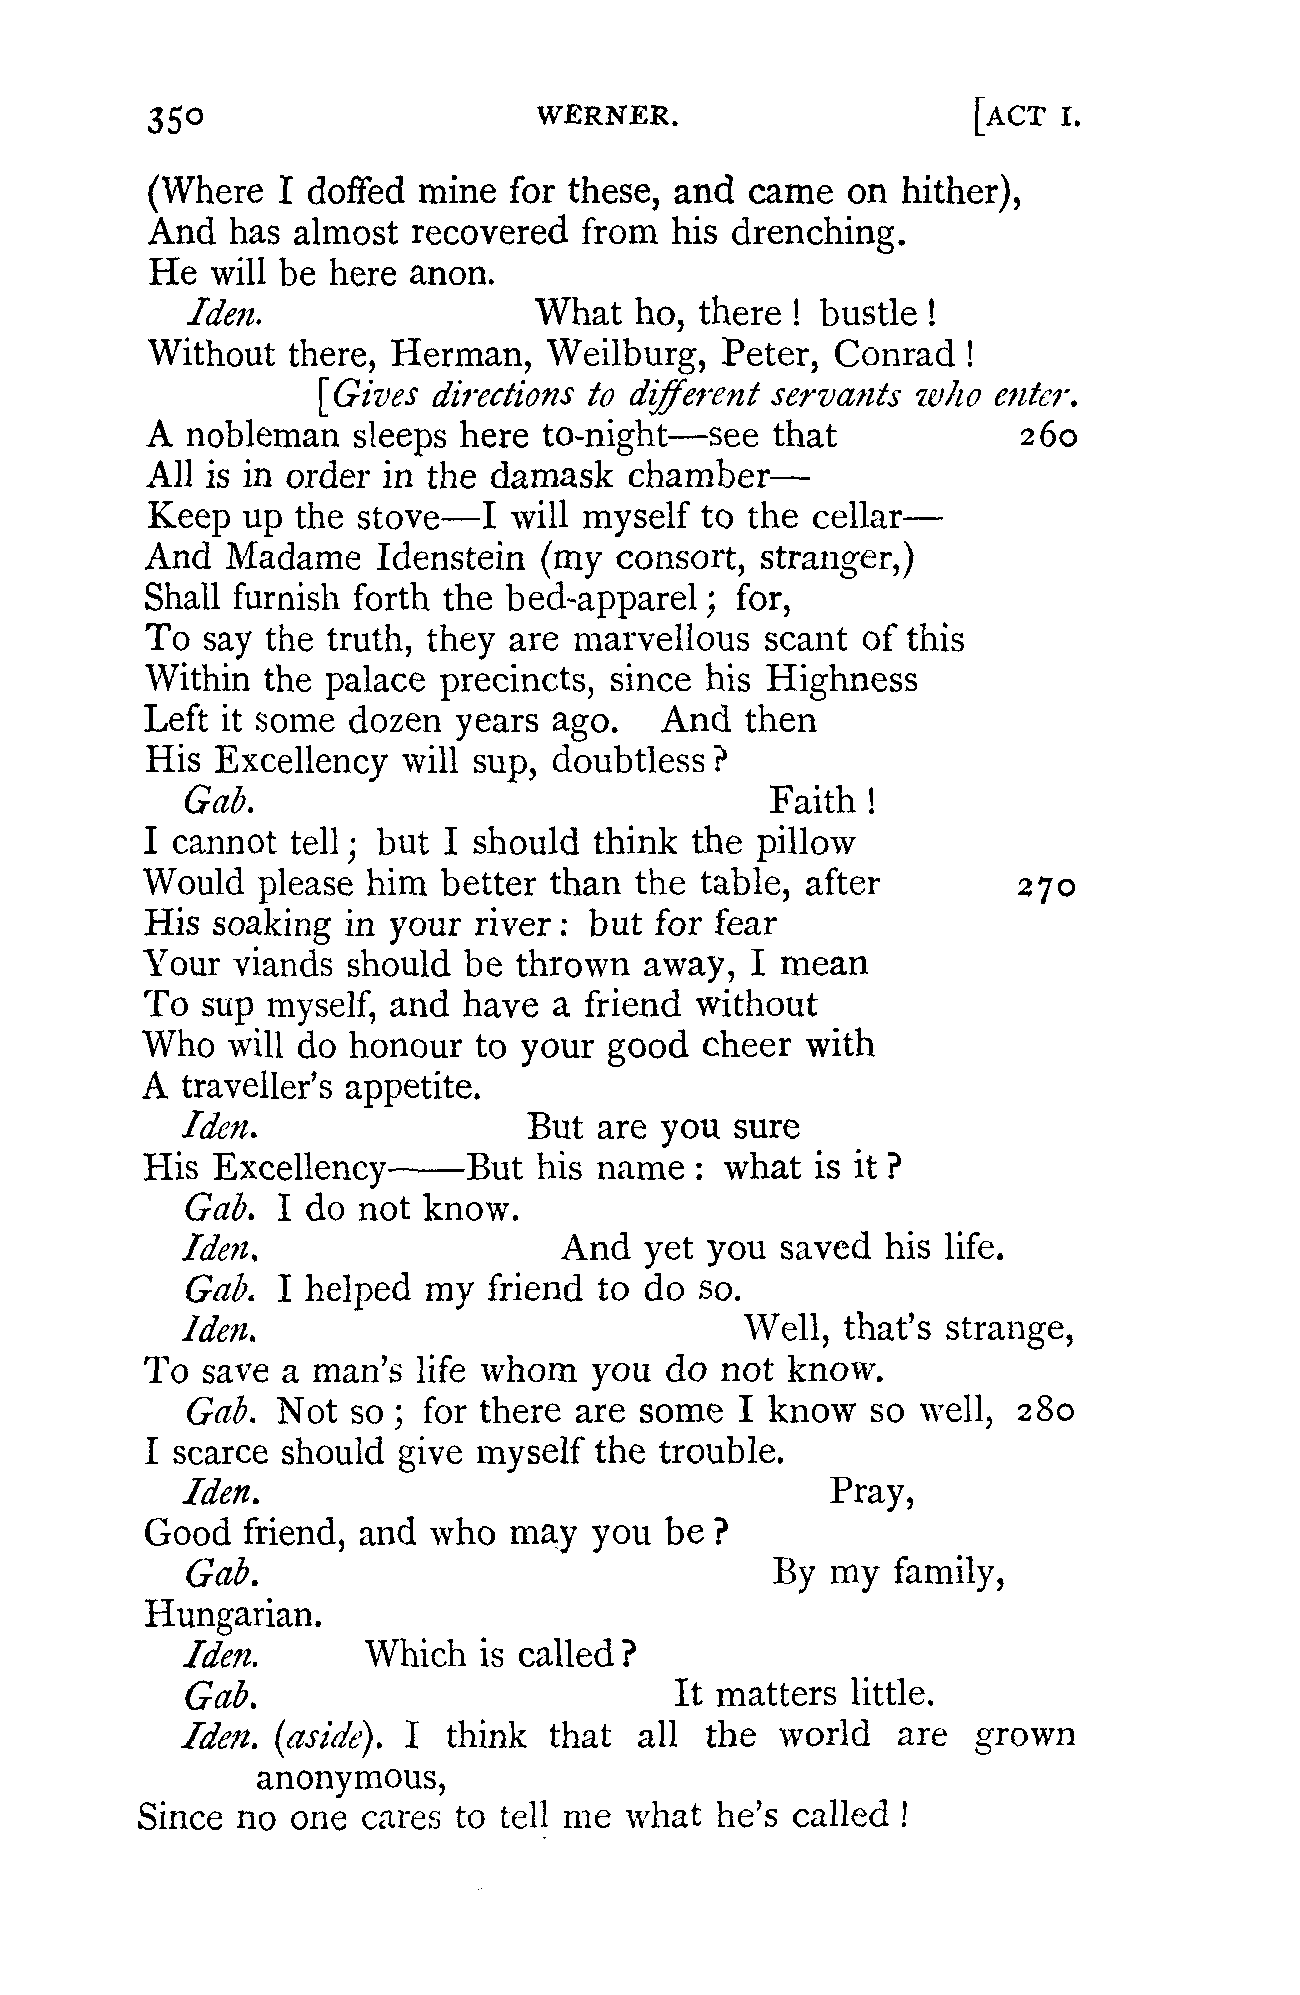 350 WERNER. [ACT I.
(Where I doffed mine for these, and came on hither),
And has almost recovered from his drenching.
He will be here anon.
Iden. What ho, there ! bustle !
Without there, Herman, Weilburg, Peter, Conrad !
[Gives directions to different servants who enter.
A nobleman sleeps here to-night—see that 260
All is in order in the damask chamber—
Keep up the stove—I will myself to the cellar—
And Madame Idenstein (my consort, stranger,)
Shall furnish forth the bed-apparel ; for,
To say the truth, they are marvellous scant of this
Within the palace precincts, since his Highness
Left it some dozen years ago. And then
His Excellency will sup, doubtless ?
Gab. Faith !
I cannot tell ; but I should think the pillow
Would please him better than the table, after 270
His soaking in your river : but for fear
Your viands should be thrown away, I mean
To sup myself, and have a friend without
Who will do honour to your good cheer with
A traveller's appetite.
Iden. But are you sure
His Excellency——But his name : what is it ?
Gab. I do not know.
Iden. And yet you saved his life.
Gab. I helped my friend to do so.
Iden. Well, that's strange,
To save a man's life whom you do not know.
Gab. Not so ; for there are some I know so well, 280
I scarce should give myself the trouble.
Iden. Pray,
Good friend, and who may you be ?
Gab. By my family,
Hungarian.
Iden. Which is called ?
Gab. It matters little.
Iden. (aside). I think that all the world are grown
anonymous,
Since no one cares to tell me what he's called !